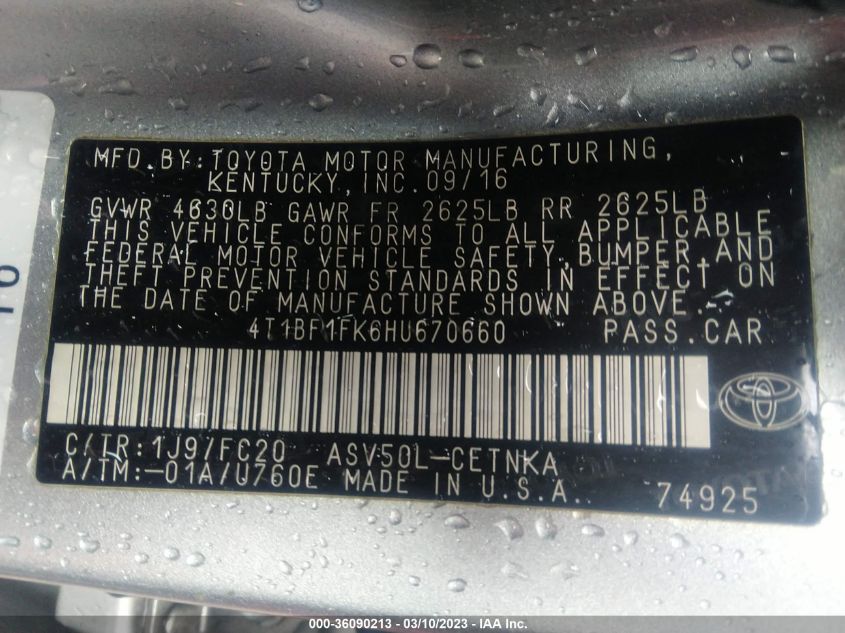 MFD. BY: TOYOTA MOTOR MANUFACTURING,
KENTUCKY, INC. 09/16
GVWR 4630LB GAWR FR 2625LB RR 2625LB
THIS VEHICLE CONFORMS TO ALL APPLICABLE
FEDERAL MOTOR VEHICLE SAFETY, BUMPER, AND
THEFT PREVENTION STANDARDS IN EFFECT ON
THE DATE OF MANUFACTURE SHOWN ABOVE.
4T1BF1FK6HU670660 PASS. CAR
C/TR: 1J9/FC20 ASV50L-CETNKA
A/TM: -01A/U760E MADE IN U.S.A. 74925
000-36090213 - 03/10/2023 - IAA Inc.